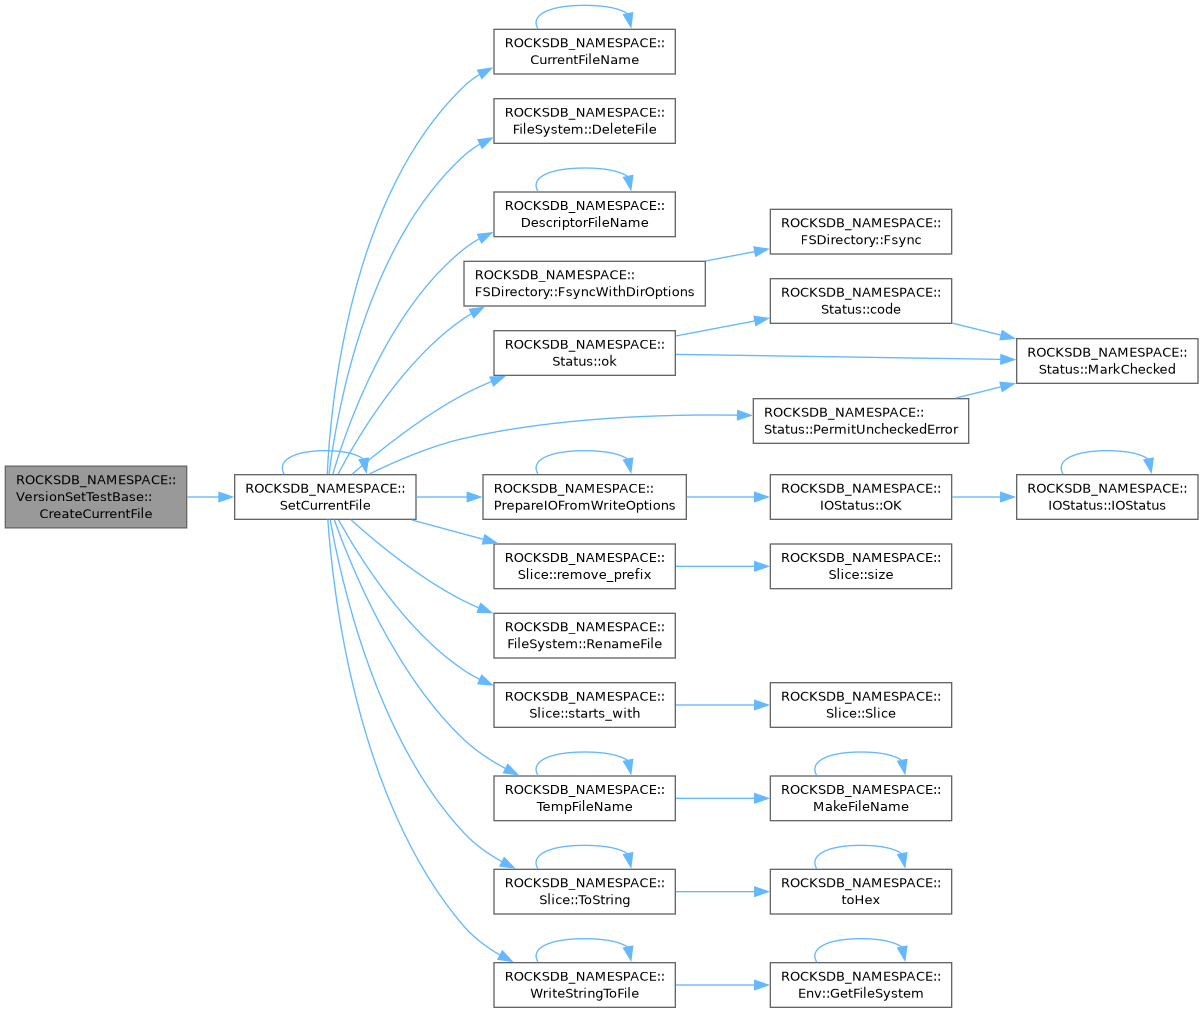 ROCKSDB_NAMESPACE::
VersionSetTestBase::
CreateCurrentFile
ROCKSDB_NAMESPACE::
SetCurrentFile
ROCKSDB_NAMESPACE::
CurrentFileName
ROCKSDB_NAMESPACE::
FileSystem::DeleteFile
ROCKSDB_NAMESPACE::
DescriptorFileName
ROCKSDB_NAMESPACE::
FSDirectory::FsyncWithDirOptions
ROCKSDB_NAMESPACE::
FSDirectory::Fsync
ROCKSDB_NAMESPACE::
Status::ok
ROCKSDB_NAMESPACE::
Status::code
ROCKSDB_NAMESPACE::
Status::MarkChecked
ROCKSDB_NAMESPACE::
Status::PermitUncheckedError
ROCKSDB_NAMESPACE::
PrepareIOFromWriteOptions
ROCKSDB_NAMESPACE::
IOStatus::OK
ROCKSDB_NAMESPACE::
IOStatus::IOStatus
ROCKSDB_NAMESPACE::
Slice::remove_prefix
ROCKSDB_NAMESPACE::
Slice::size
ROCKSDB_NAMESPACE::
FileSystem::RenameFile
ROCKSDB_NAMESPACE::
Slice::starts_with
ROCKSDB_NAMESPACE::
Slice::Slice
ROCKSDB_NAMESPACE::
TempFileName
ROCKSDB_NAMESPACE::
MakeFileName
ROCKSDB_NAMESPACE::
Slice::ToString
ROCKSDB_NAMESPACE::
toHex
ROCKSDB_NAMESPACE::
WriteStringToFile
ROCKSDB_NAMESPACE::
Env::GetFileSystem